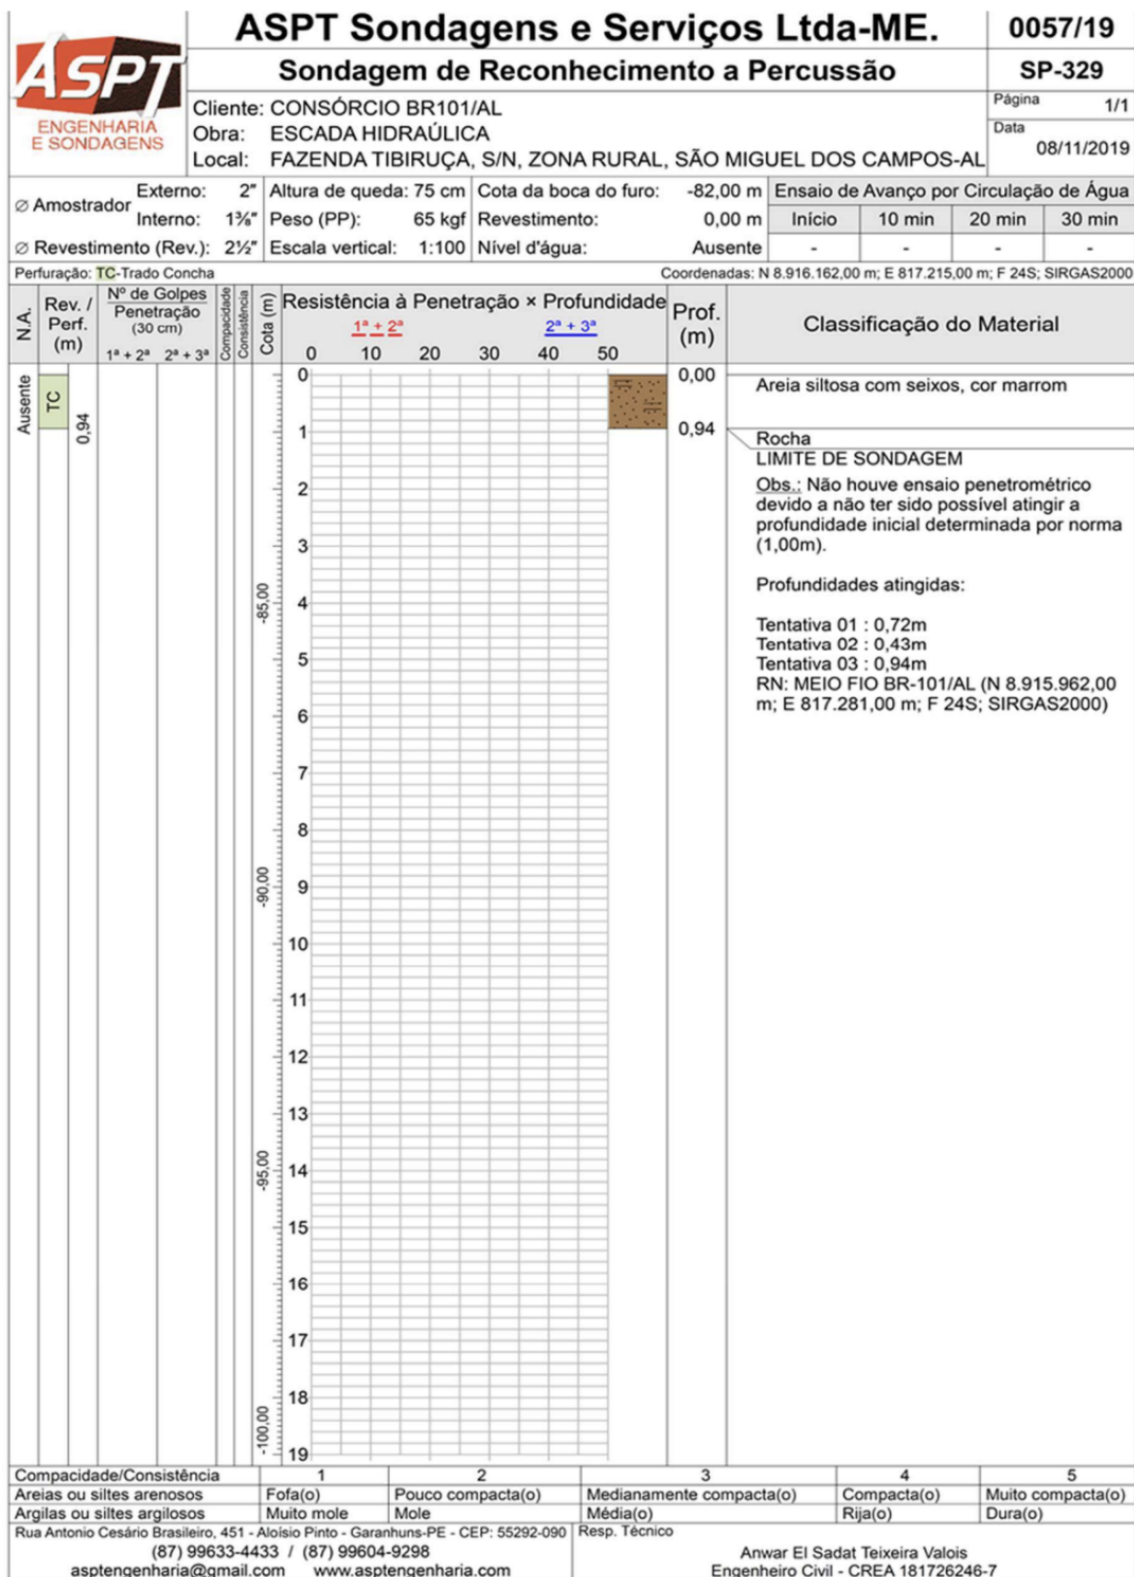 ASPT
ENGENHARIA
E SONDAGENS
ASPT Sondagens e Serviços Ltda-ME.
0057/19
Sondagem de Reconhecimento a Percussão
SP-329
Cliente: CONSÓRCIO BR101/AL
Obra: ESCADA HIDRAÚLICA
Local: FAZENDA TIBIRUÇA, S/N, ZONA RURAL, SÃO MIGUEL DOS CAMPOS-AL
Página 1/1
Data
08/11/2019
⌀ Amostrador Externo: 2" Altura de queda: 75 cm Cota da boca do furo: -82,00 m Ensaio de Avanço por Circulação de Água
Interno: 1⅜" Peso (PP): 65 kgf Revestimento: 0,00 m Início 10 min 20 min 30 min
⌀ Revestimento (Rev.): 2½" Escala vertical: 1:100 Nível d'água: Ausente - - - -
Perfuração: TC-Trado Concha Coordenadas: N 8.916.162,00 m; E 817.215,00 m; F 24S; SIRGAS2000
N.A.
Rev. /
Perf.
(m)
Nº de Golpes
Penetração
(30 cm)
1ª + 2ª 2ª + 3ª
Compacidade
Consistência
Cota (m)
Resistência à Penetração × Profundidade
1ª + 2ª 2ª + 3ª
0 10 20 30 40 50
Prof.
(m)
Classificação do Material
Ausente
TC
0,94
-85,00
-90,00
-95,00
-100,00
0
1
2
3
4
5
6
7
8
9
10
11
12
13
14
15
16
17
18
19
0,00
0,94
Areia siltosa com seixos, cor marrom
Rocha
LIMITE DE SONDAGEM
Obs.: Não houve ensaio penetrométrico
devido a não ter sido possível atingir a
profundidade inicial determinada por norma
(1,00m).
Profundidades atingidas:
Tentativa 01 : 0,72m
Tentativa 02 : 0,43m
Tentativa 03 : 0,94m
RN: MEIO FIO BR-101/AL (N 8.915.962,00
m; E 817.281,00 m; F 24S; SIRGAS2000)
Compacidade/Consistência 1 2 3 4 5
Areias ou siltes arenosos Fofa(o) Pouco compacta(o) Medianamente compacta(o) Compacta(o) Muito compacta(o)
Argilas ou siltes argilosos Muito mole Mole Média(o) Rija(o) Dura(o)
Rua Antonio Cesário Brasileiro, 451 - Aloísio Pinto - Garanhuns-PE - CEP: 55292-090
(87) 99633-4433 / (87) 99604-9298
asptengenharia@gmail.com www.asptengenharia.com
Resp. Técnico
Anwar El Sadat Teixeira Valois
Engenheiro Civil - CREA 181726246-7